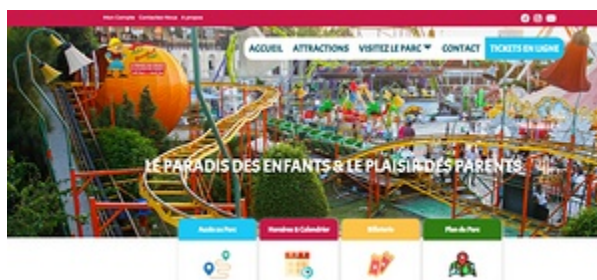 Mon Compte Contactez-Nous A propos
ACCUEIL ATTRACTIONS VISITEZ LE PARC CONTACT TICKETS EN LIGNE
LE PARADIS DES ENFANTS & LE PLAISIR DES PARENTS
Accès au Parc Horaires & Calendrier Billeterie Plan du Parc